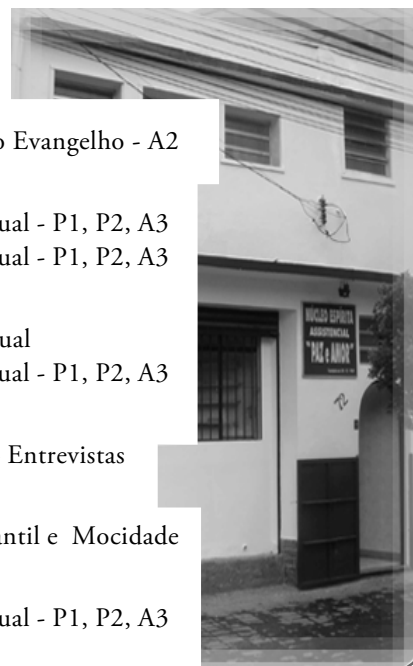 o Evangelho - A2
ual - P1, P2, A3
ual - P1, P2, A3
ual
ual - P1, P2, A3
Entrevistas
ntil e Mocidade
ual - P1, P2, A3
NÚCLEO ESPÍRITA
ASSISTENCIAL
"PAZ e AMOR"
72